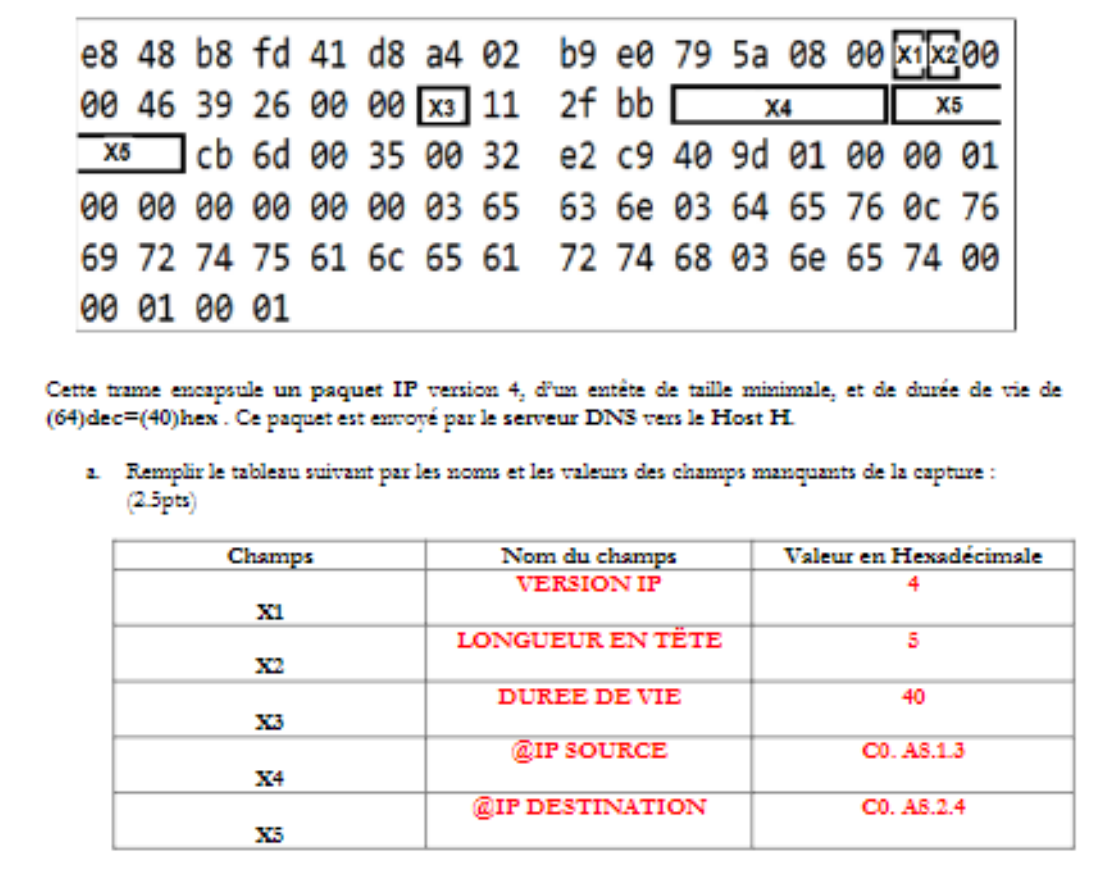 e8 48 b8 fd 41 d8 a4 02 b9 e0 79 5a 08 00 X1 X2 00
00 46 39 26 00 00 X3 11 2f bb X4 X5
X5 cb 6d 00 35 00 32 e2 c9 40 9d 01 00 00 01
00 00 00 00 00 00 03 65 63 6e 03 64 65 76 0c 76
69 72 74 75 61 6c 65 61 72 74 68 03 6e 65 74 00
00 01 00 01
Cette trame encapsule un paquet IP version 4, d'un entête de taille minimale, et de durée de vie de
(64)dec=(40)hex . Ce paquet est envoyé par le serveur DNS vers le Host H.
a. Remplir le tableau suivant par les noms et les valeurs des champs manquants de la capture :
(2.5pts)
Champs Nom du champs Valeur en Hexadécimale
X1 VERSION IP 4
X2 LONGUEUR EN TËTE 5
X3 DUREE DE VIE 40
X4 @IP SOURCE C0. A8.1.3
X5 @IP DESTINATION C0. A8.2.4